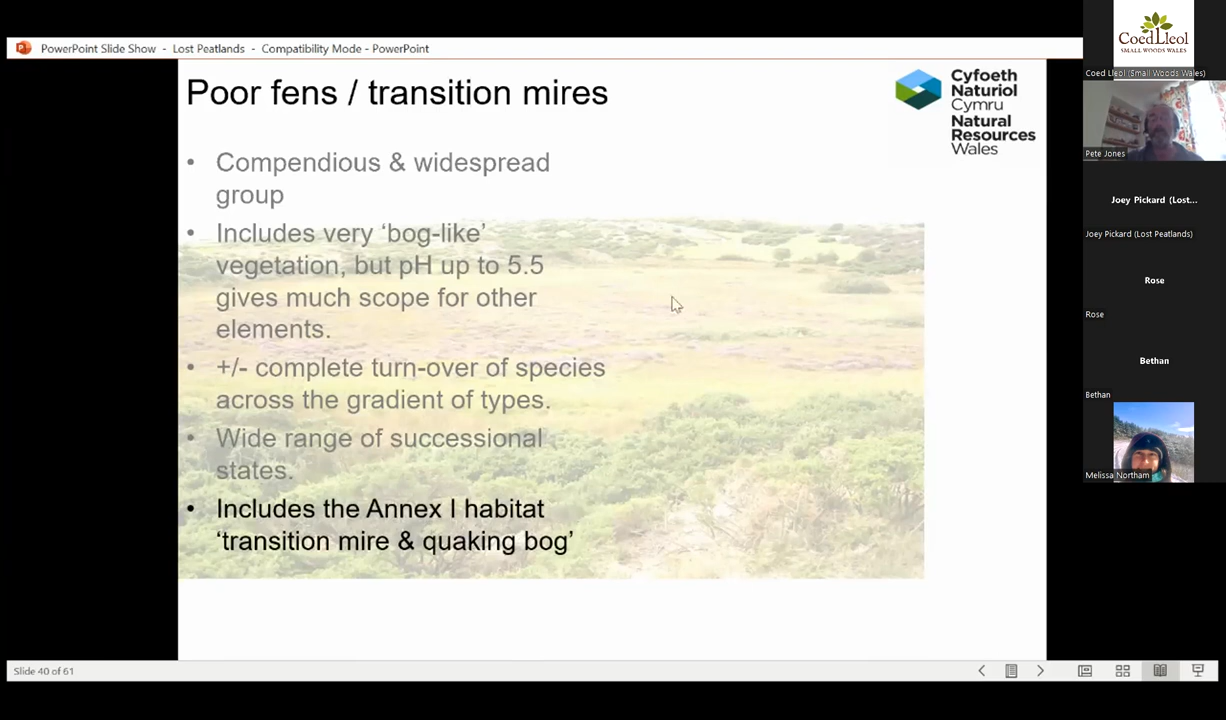 PowerPoint Slide Show - Lost Peatlands - Compatibility Mode - PowerPoint
Poor fens / transition mires
Cyfoeth
Naturiol
Cymru
Natural
Resources
Wales
• Compendious & widespread
group
• Includes very ‘bog-like’
vegetation, but pH up to 5.5
gives much scope for other
elements.
• +/- complete turn-over of species
across the gradient of types.
• Wide range of successional
states.
• Includes the Annex I habitat
‘transition mire & quaking bog’
Slide 40 of 61
Coed Lleol
SMALL WOODS WALES
Coed Lleol (Small Woods Wales)
Pete Jones
Joey Pickard (Lost...
Joey Pickard (Lost Peatlands)
Rose
Rose
Bethan
Bethan
Melissa Northam